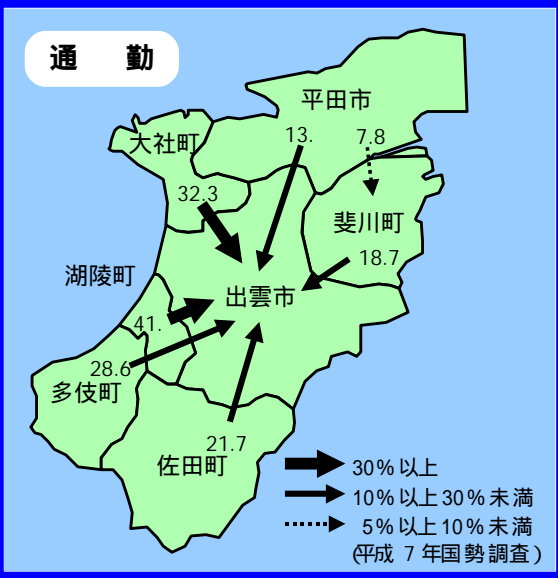 通 勤
平田市
大社町
13.
7.8
32.3
斐川町
18.7
湖陵町
出雲市
41.
28.6
多伎町
21.7
佐田町
30%以上
10%以上30%未満
5%以上10%未満
(平成 7 年国勢調査)